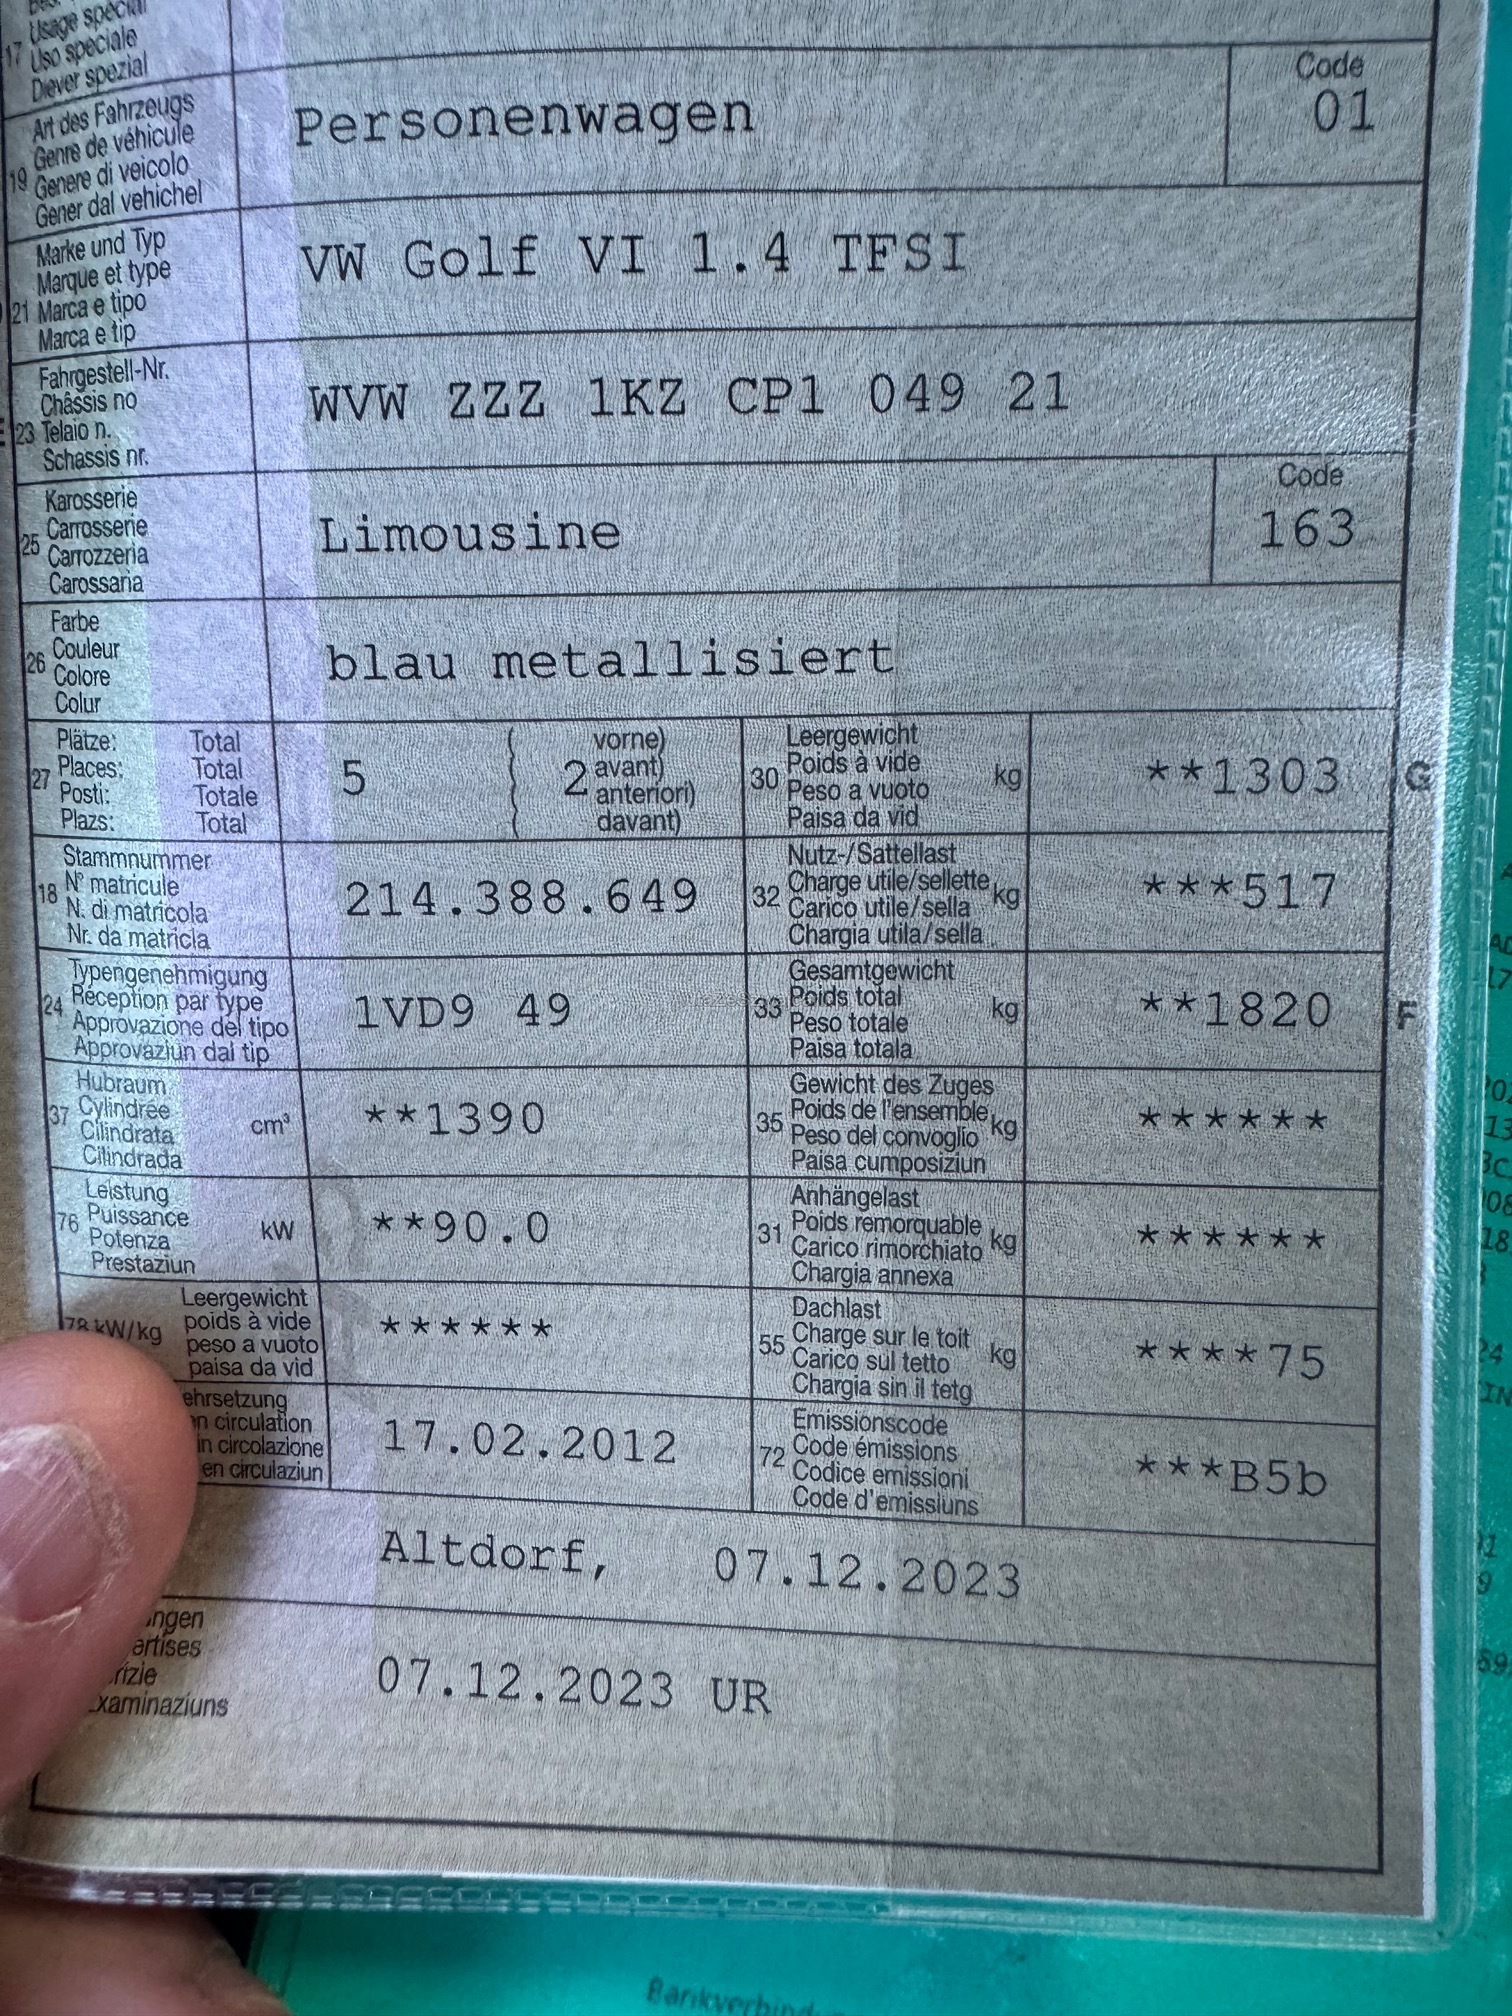 Usage spécial
17 Uso speciale
Diever spezial
Art des Fahrzeugs
Genre de véhicule
19 Genere di veicolo
Gener dal vehichel
Personenwagen
Code
01
Marke und Typ
Marque et type
21 Marca e tipo
Marca e tip
VW Golf VI 1.4 TFSI
Fahrgestell-Nr.
Châssis no
23 Telaio n.
Schassis nr.
WVW ZZZ 1KZ CP1 049 21
Karosserie
25 Carrosserie
Carrozzeria
Carossaria
Limousine
Code
163
Farbe
26 Couleur
Colore
Colur
blau metallisiert
Plätze: Total
27 Places: Total
Posti: Totale
Plazs: Total
5
2
vorne)
avant)
anteriori)
davant)
Leergewicht
30 Poids à vide kg
Peso a vuoto
Paisa da vid
**1303
G
Stammnummer
18 N° matricule
N. di matricola
Nr. da matricla
214.388.649
Nutz-/Sattellast
32 Charge utile/sellette kg
Carico utile/sella
Chargia utila/sella
***517
Typengenehmigung
24 Réception par type
Approvazione del tipo
Approvaziun dal tip
1VD9 49
Gesamtgewicht
33 Poids total kg
Peso totale
Paisa totala
**1820
F
Hubraum
37 Cylindrée cm³
Cilindrata
Cilindrada
**1390
Gewicht des Zuges
35 Poids de l'ensemble kg
Peso del convoglio
Paisa cumposiziun
******
Leistung
76 Puissance kW
Potenza
Prestaziun
**90.0
Anhängelast
31 Poids remorquable kg
Carico rimorchiato
Chargia annexa
******
Leergewicht
78 kW/kg poids à vide
peso a vuoto
paisa da vid
******
Dachlast
55 Charge sur le toit kg
Carico sul tetto
Chargia sin il tetg
****75
ehrsetzung
n circulation
in circolazione
en circulaziun
17.02.2012
Emissionscode
72 Code émissions
Codice emissioni
Code d'emissiuns
***B5b
Altdorf, 07.12.2023
ungen
ertises
rizie
xaminaziuns
07.12.2023 UR